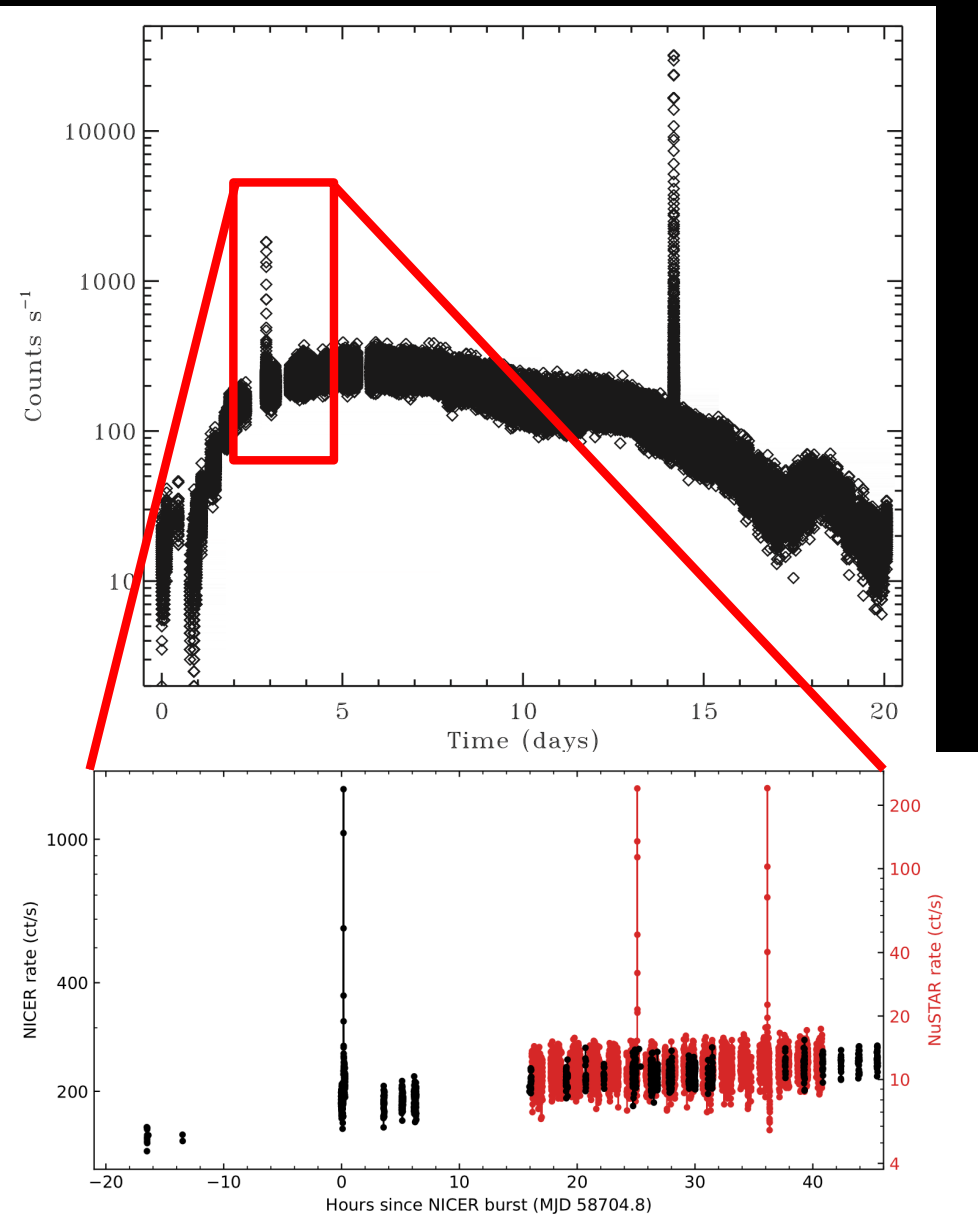 10000
1000
100
10
Counts s⁻¹
0 5 10 15 20
Time (days)
1000
400
200
NICER rate (ct/s)
200
100
40
20
10
4
NuSTAR rate (ct/s)
−20 −10 0 10 20 30 40
Hours since NICER burst (MJD 58704.8)